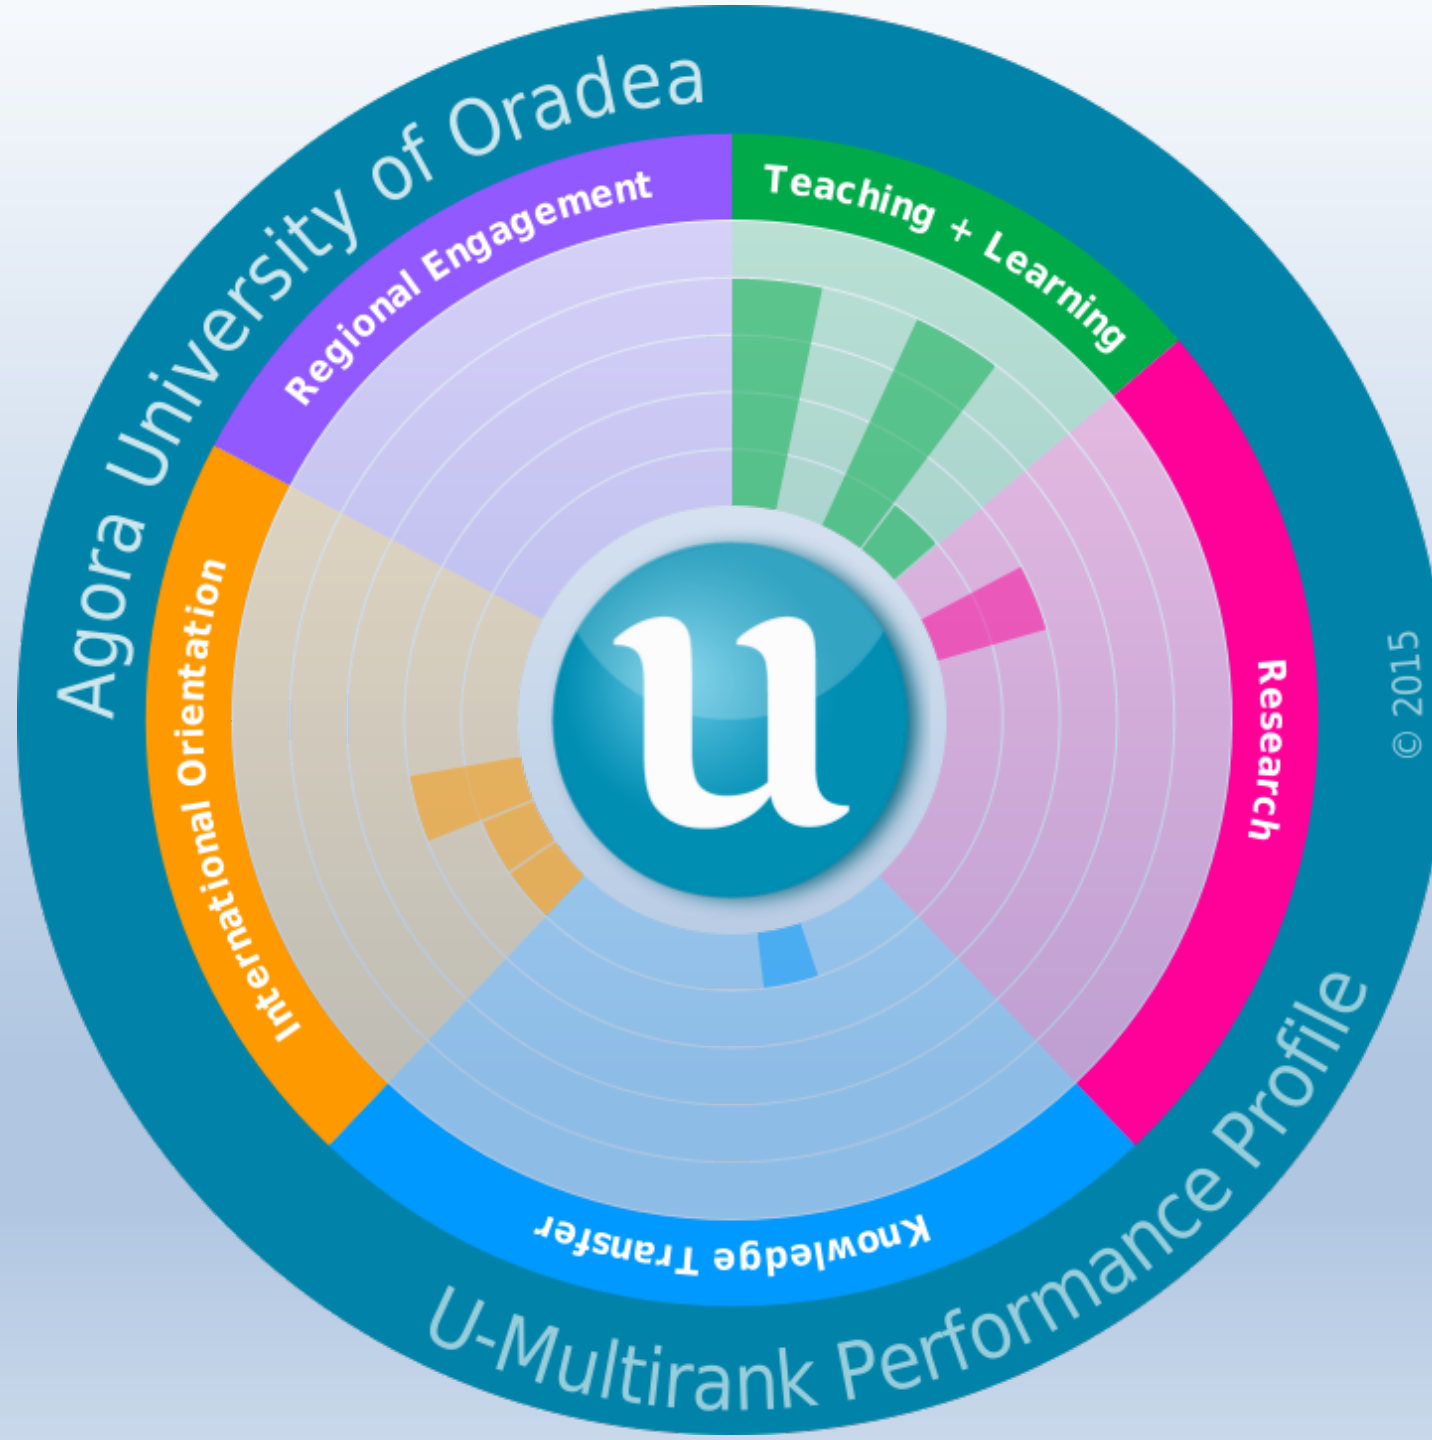 Agora University of Oradea
Teaching + Learning
Research
Knowledge Transfer
International Orientation
Regional Engagement
u
U-Multirank Performance Profile
© 2015